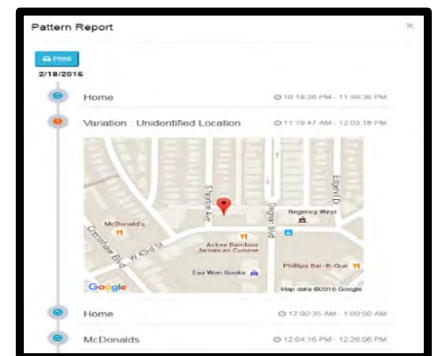 Pattern Report ×
Print
2/18/2016
Home 10:18:26 PM - 11:59:36 PM
Variation : Unidentified Location 11:19:47 AM - 12:03:16 PM
McDonald's
Crenshaw Blvd
W 43rd St
Degnan Blvd
Edgehill Dr
Regency West
Ackee Bamboo
Jamaican Cuisine
Eso Won Books
Phillips Bar-B-Que
Google
Map data ©2016 Google
Home 12:00:35 AM - 1:00:00 AM
McDonalds 12:04:16 PM - 12:26:06 PM